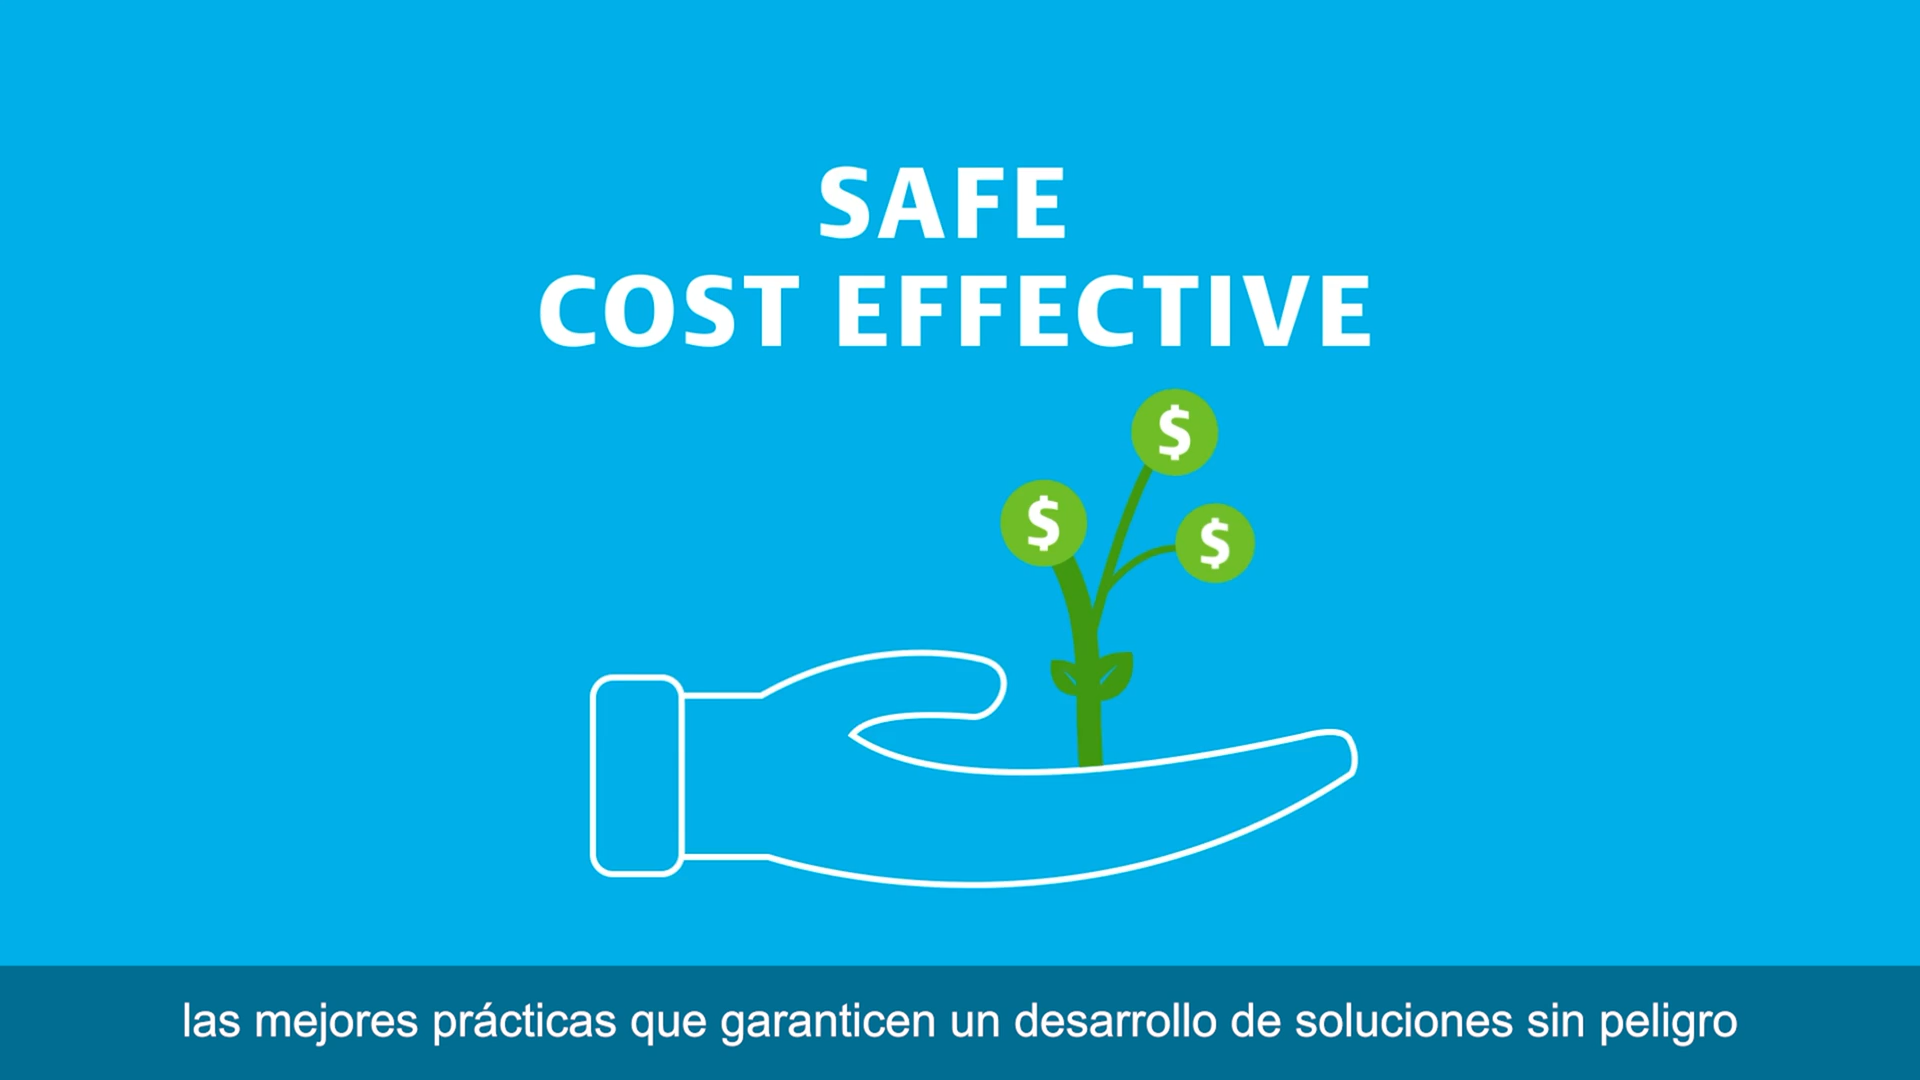 SAFE
COST EFFECTIVE
$
$
$
las mejores prácticas que garanticen un desarrollo de soluciones sin peligro